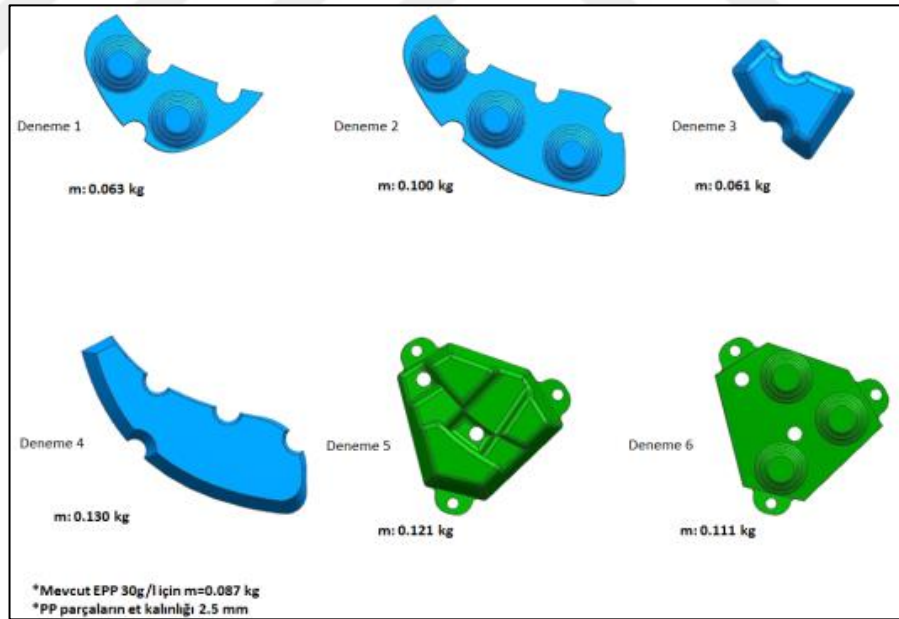 Deneme 1
m: 0.063 kg
Deneme 2
m: 0.100 kg
Deneme 3
m: 0.061 kg
Deneme 4
m: 0.130 kg
Deneme 5
m: 0.121 kg
Deneme 6
m: 0.111 kg
*Mevcut EPP 30g/l için m=0.087 kg
*PP parçaların et kalınlığı 2.5 mm